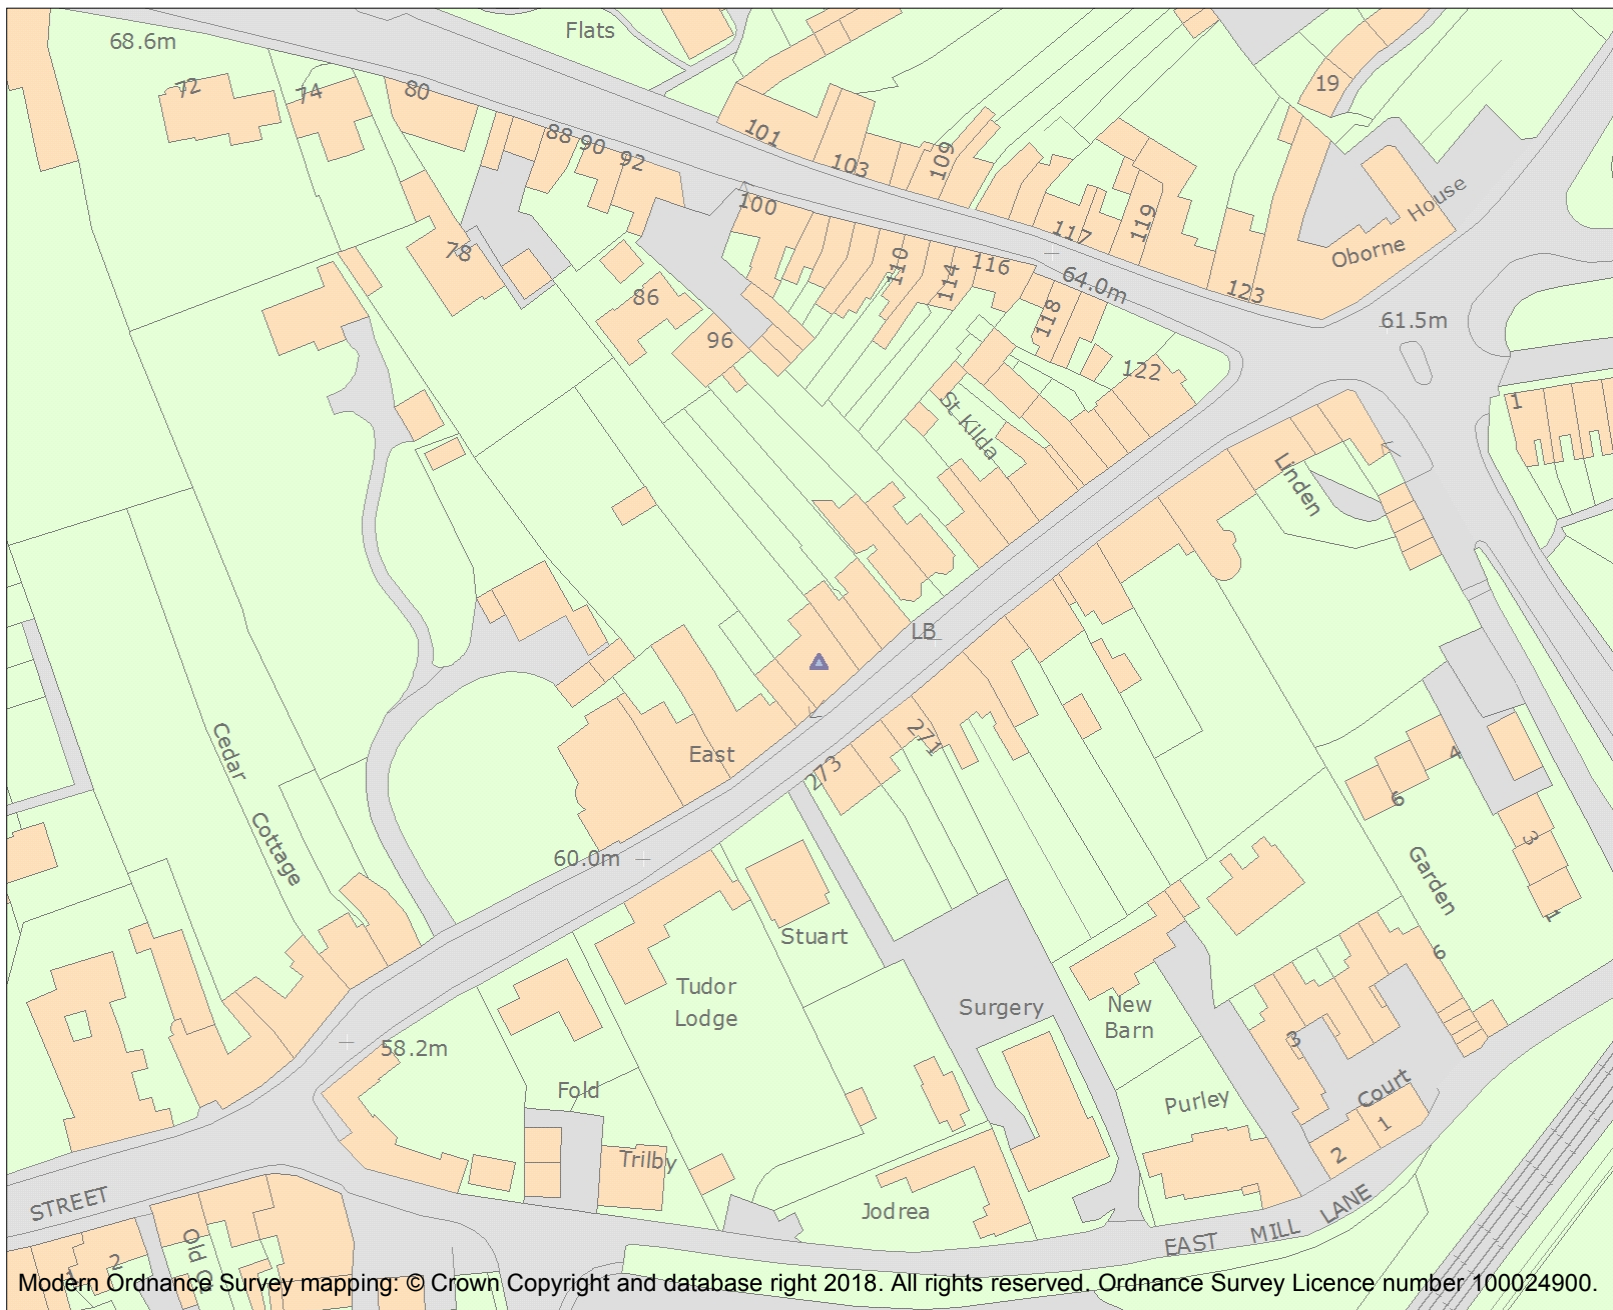 68.6m
Flats
72
74
80
19
101
88
90
92
103
109
100
House
119
117
Oborne
78
110
114
116
64.0m
123
86
118
61.5m
96
122
1
St Kilda
Linden
LB
Cedar
Cottage
East
271
273
4
6
60.0m
3
Garden
1
Stuart
6
Tudor
Lodge
Surgery
New
Barn
58.2m
3
Fold
Purley
Court
1
Trilby
2
STREET
Jodrea
EAST MILL LANE
2
1
Modern Ordnance Survey mapping: © Crown Copyright and database right 2018. All rights reserved. Ordnance Survey Licence number 100024900.